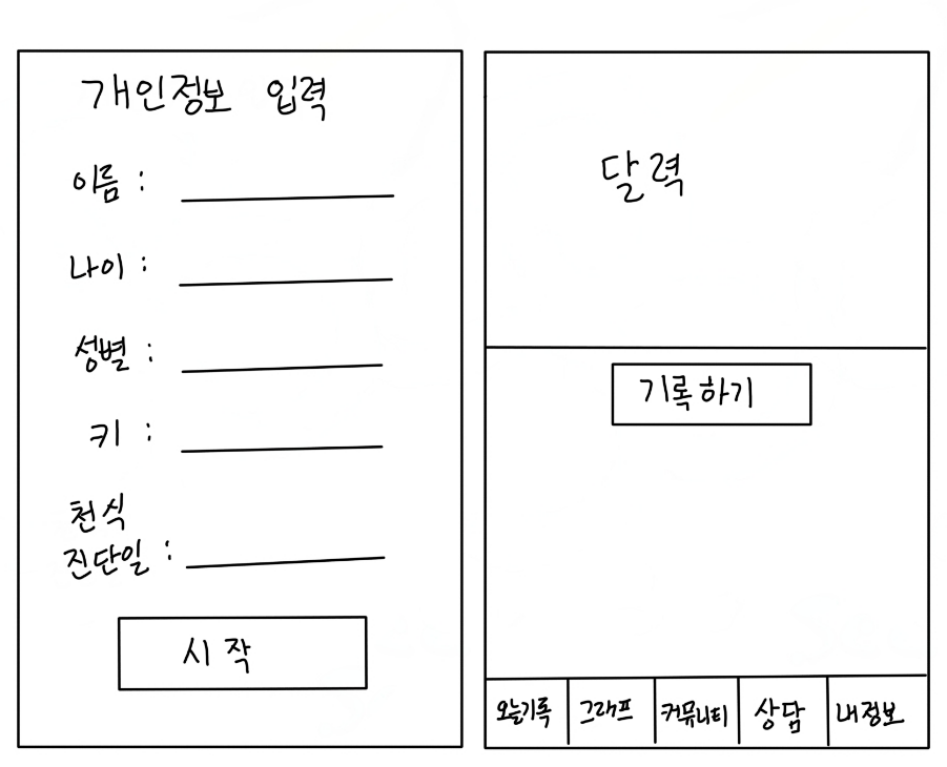 개인정보 입력
이름 :
나이 :
성별 :
키 :
천식
진단일 :
시작
달력
기록하기
오늘기록
그래프
커뮤니티
상담
내정보